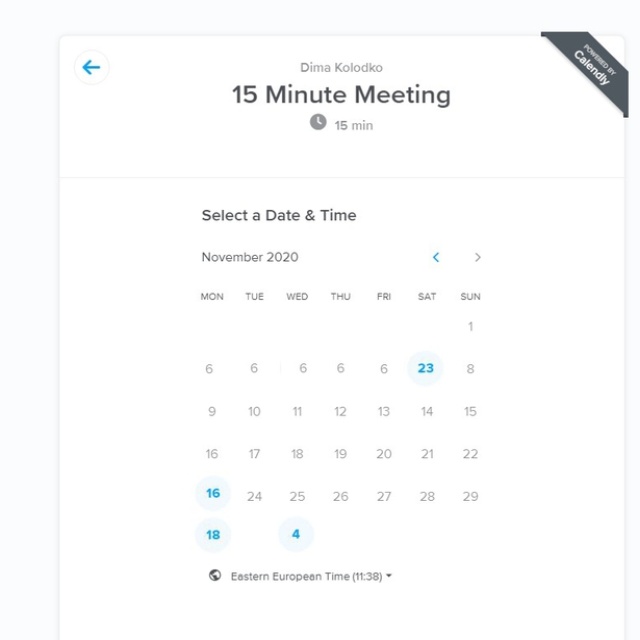 POWERED BY
Calendly
Dima Kolodko
15 Minute Meeting
15 min
Select a Date & Time
November 2020
MON TUE WED THU FRI SAT SUN
1
6 6 6 6 6 23 8
9 10 11 12 13 14 15
16 17 18 19 20 21 22
16 24 25 26 27 28 29
18 4
Eastern European Time (11:38)